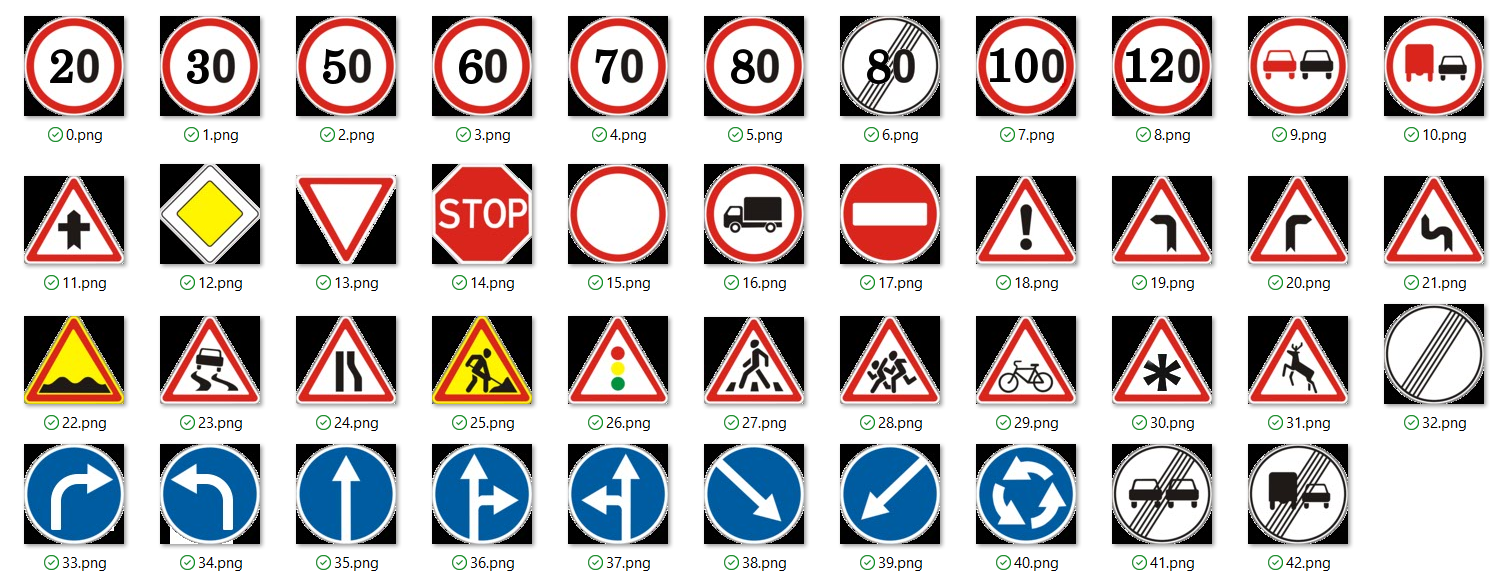 20 30 50 60 70 80 80 100 120
0.png 1.png 2.png 3.png 4.png 5.png 6.png 7.png 8.png 9.png 10.png
STOP
11.png 12.png 13.png 14.png 15.png 16.png 17.png 18.png 19.png 20.png 21.png
22.png 23.png 24.png 25.png 26.png 27.png 28.png 29.png 30.png 31.png 32.png
33.png 34.png 35.png 36.png 37.png 38.png 39.png 40.png 41.png 42.png